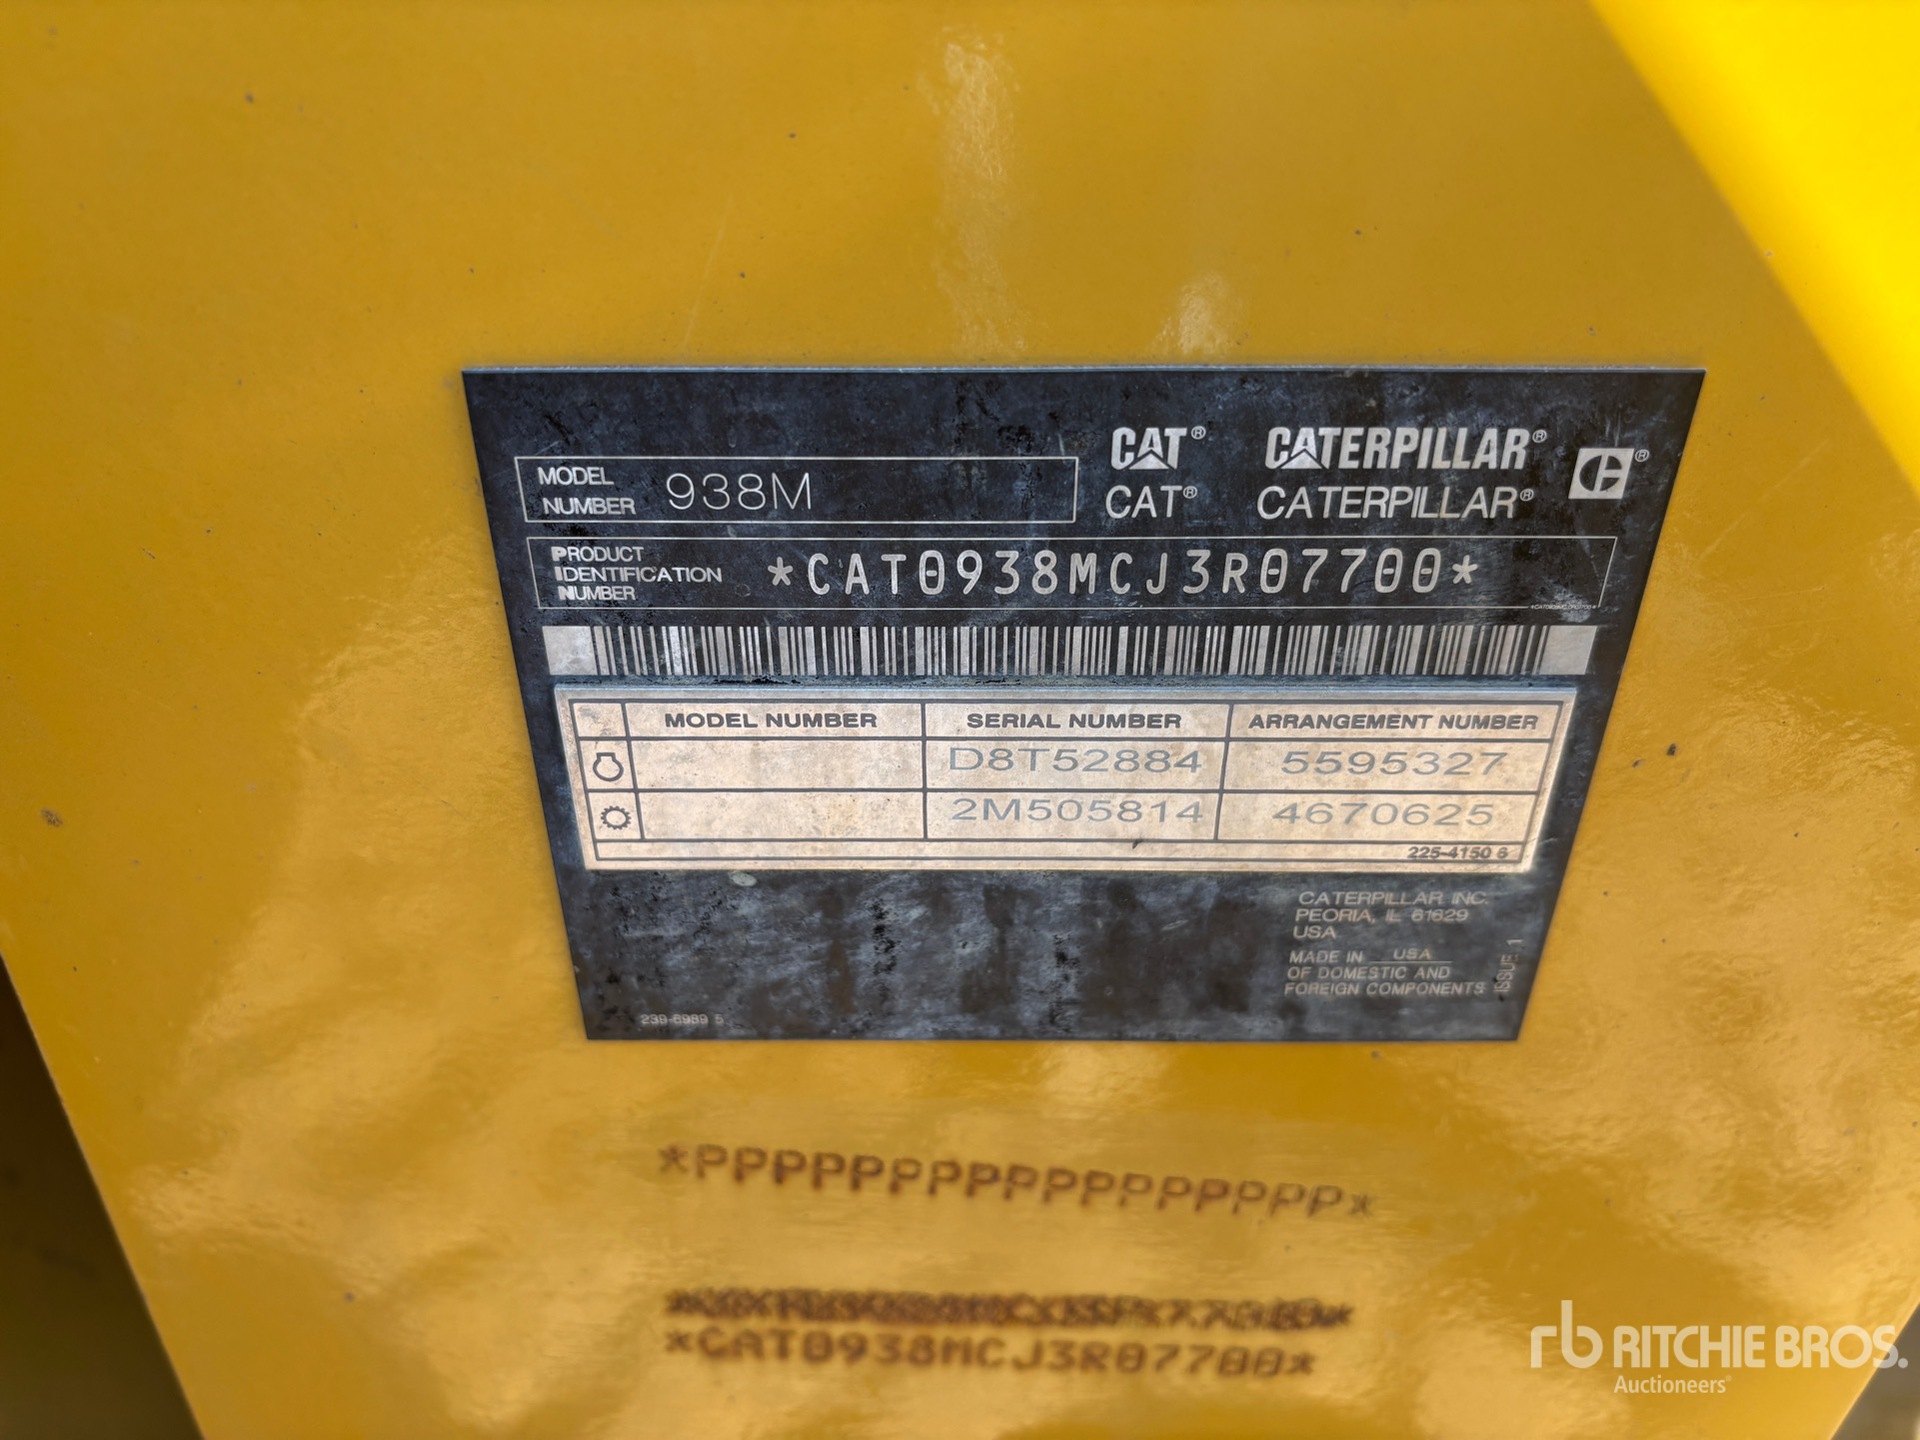 CAT® CATERPILLAR®
MODEL NUMBER 938M
CAT® CATERPILLAR®
PRODUCT IDENTIFICATION NUMBER *CAT0938MCJ3R07700*
MODEL NUMBER SERIAL NUMBER ARRANGEMENT NUMBER
D8T52884 5595327
2M505814 4670625
225-4150 6
CATERPILLAR INC.
PEORIA, IL 61629
USA
MADE IN USA
OF DOMESTIC AND
FOREIGN COMPONENTS
ISSUE 1
239-6989 5
*PPPPPPPPPPPPPPPPP*
*CAT0938MCJ3R07700*
rb RITCHIE BROS.
Auctioneers